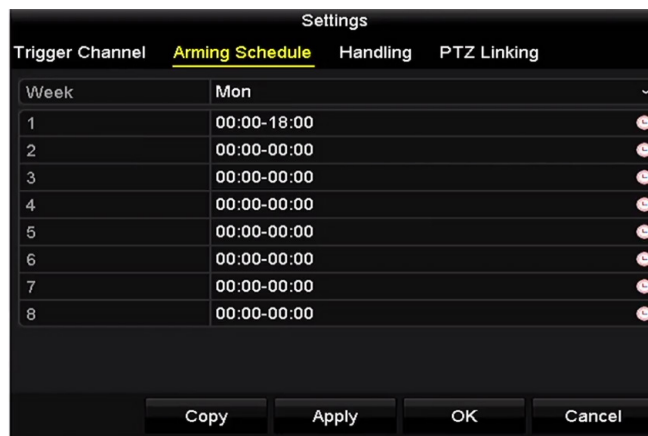 Settings
Trigger Channel Arming Schedule Handling PTZ Linking
Week Mon
1 00:00-18:00
2 00:00-00:00
3 00:00-00:00
4 00:00-00:00
5 00:00-00:00
6 00:00-00:00
7 00:00-00:00
8 00:00-00:00
Copy Apply OK Cancel